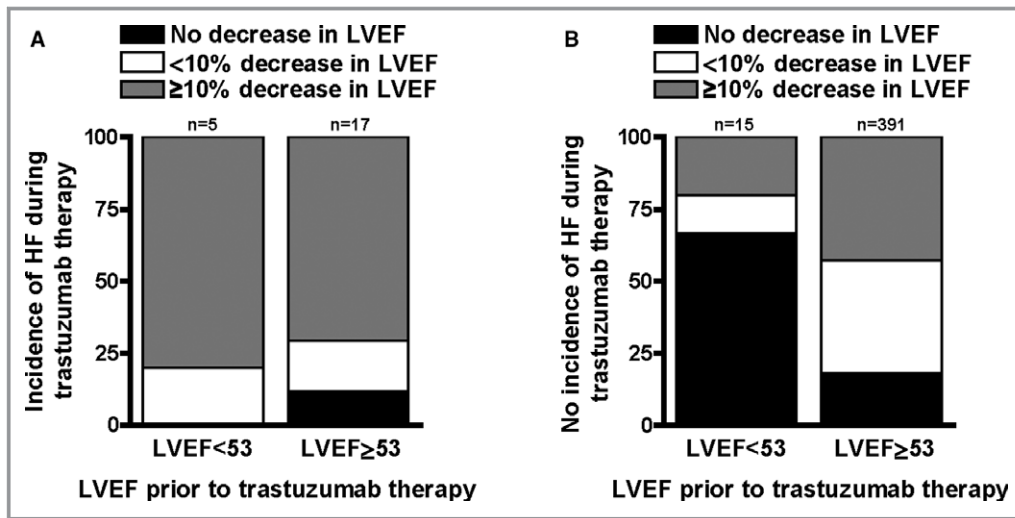 A
No decrease in LVEF
<10% decrease in LVEF
≥10% decrease in LVEF
n=5
n=17
100
75
50
25
0
Incidence of HF during
trastuzumab therapy
LVEF<53
LVEF≥53
LVEF prior to trastuzumab therapy
B
No decrease in LVEF
<10% decrease in LVEF
≥10% decrease in LVEF
n=15
n=391
100
75
50
25
0
No incidence of HF during
trastuzumab therapy
LVEF<53
LVEF≥53
LVEF prior to trastuzumab therapy